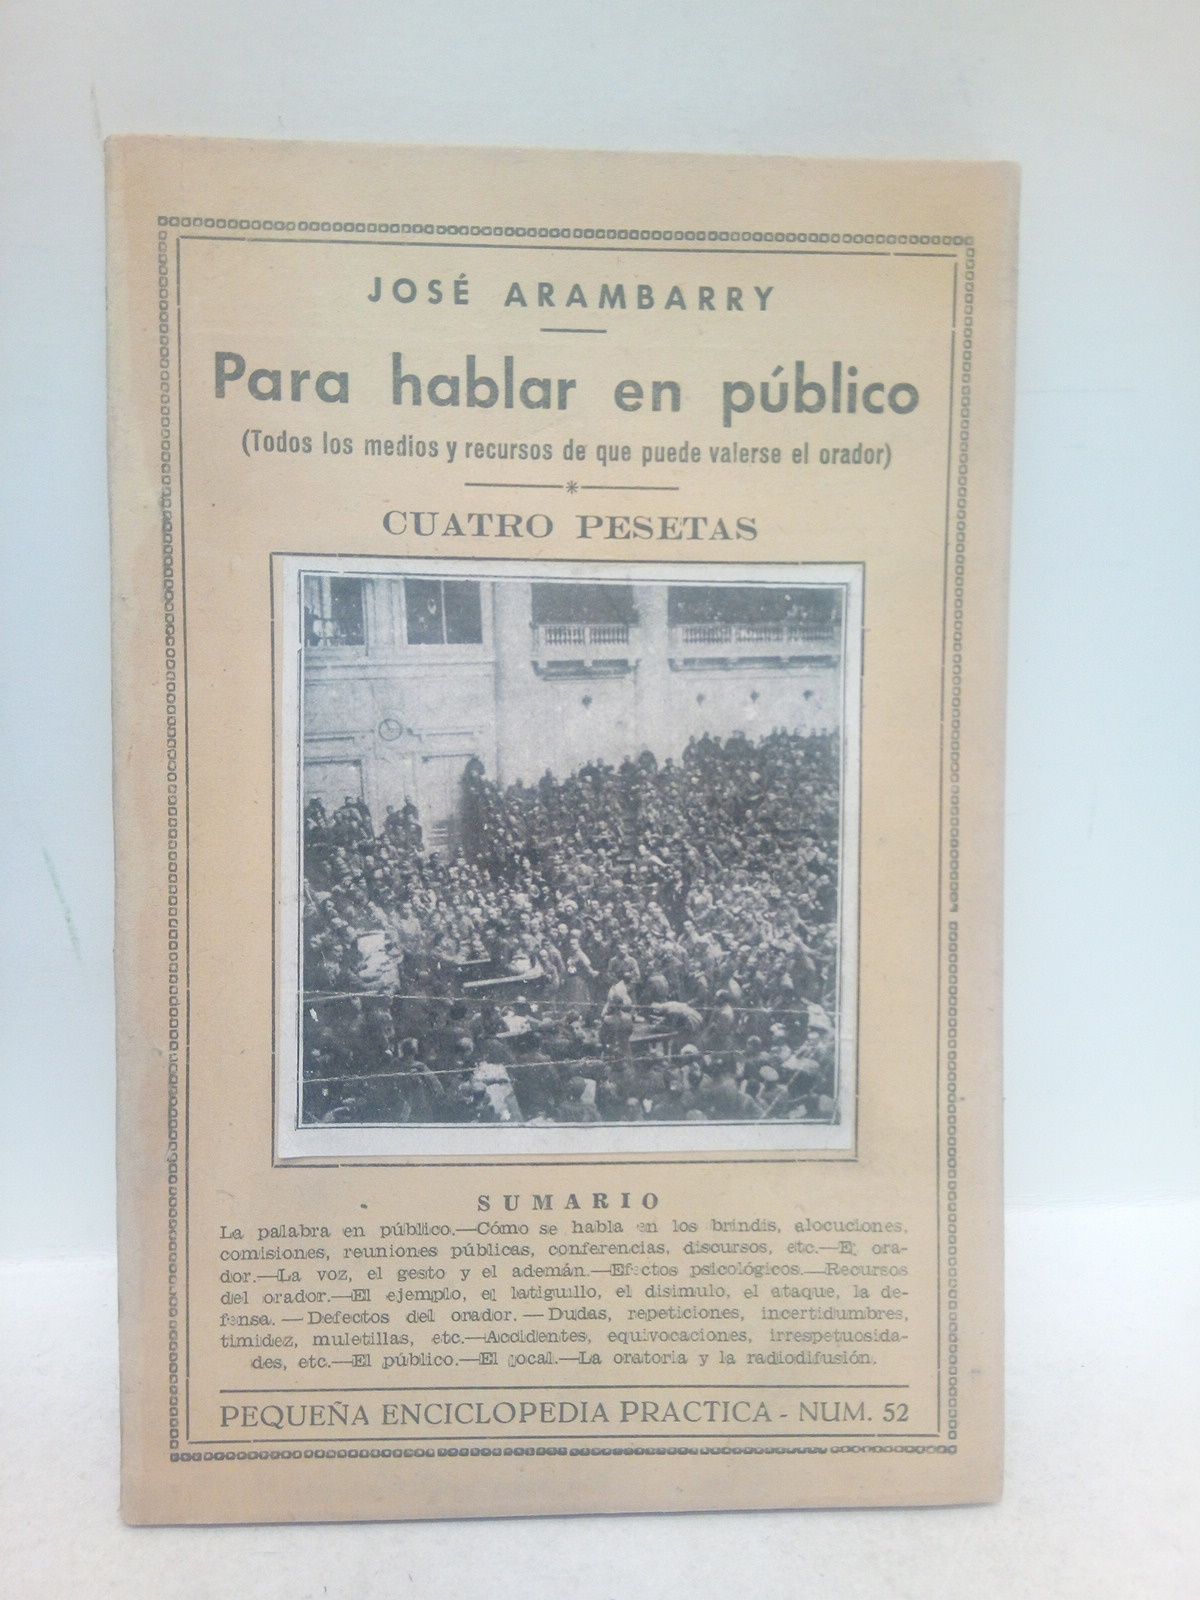 JOSÉ ARAMBARRY
Para hablar en público
(Todos los medios y recursos de que puede valerse el orador)
CUATRO PESETAS
SUMARIO
La palabra en público.—Cómo se habla en los brindis, alocuciones,
comisiones, reuniones públicas, conferencias, discursos, etc.—El ora-
dor.—La voz, el gesto y el ademán.—Efectos psicológicos.—Recursos
del orador.—El ejemplo, el latiguillo, el disimulo, el ataque, la de-
fensa.—Defectos del orador.—Dudas, repeticiones, incertidumbres,
timidez, muletillas, etc.—Accidentes, equivocaciones, irrespetuosida-
des, etc.—El público.—El local.—La oratoria y la radiodifusión.
PEQUEÑA ENCICLOPEDIA PRACTICA - NUM. 52